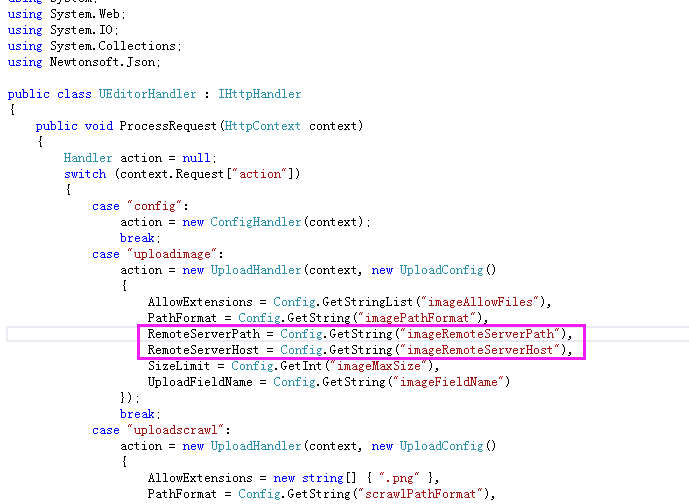 using System;
using System.Web;
using System.IO;
using System.Collections;
using Newtonsoft.Json;
public class UEditorHandler : IHttpHandler
{
public void ProcessRequest(HttpContext context)
{
Handler action = null;
switch (context.Request["action"])
{
case "config":
action = new ConfigHandler(context);
break;
case "uploadimage":
action = new UploadHandler(context, new UploadConfig()
{
AllowExtensions = Config.GetStringList("imageAllowFiles"),
PathFormat = Config.GetString("imagePathFormat"),
RemoteServerPath = Config.GetString("imageRemoteServerPath"),
RemoteServerHost = Config.GetString("imageRemoteServerHost"),
SizeLimit = Config.GetInt("imageMaxSize"),
UploadFieldName = Config.GetString("imageFieldName")
});
break;
case "uploadscrawl":
action = new UploadHandler(context, new UploadConfig()
{
AllowExtensions = new string[] { ".png" },
PathFormat = Config.GetString("scrawlPathFormat"),